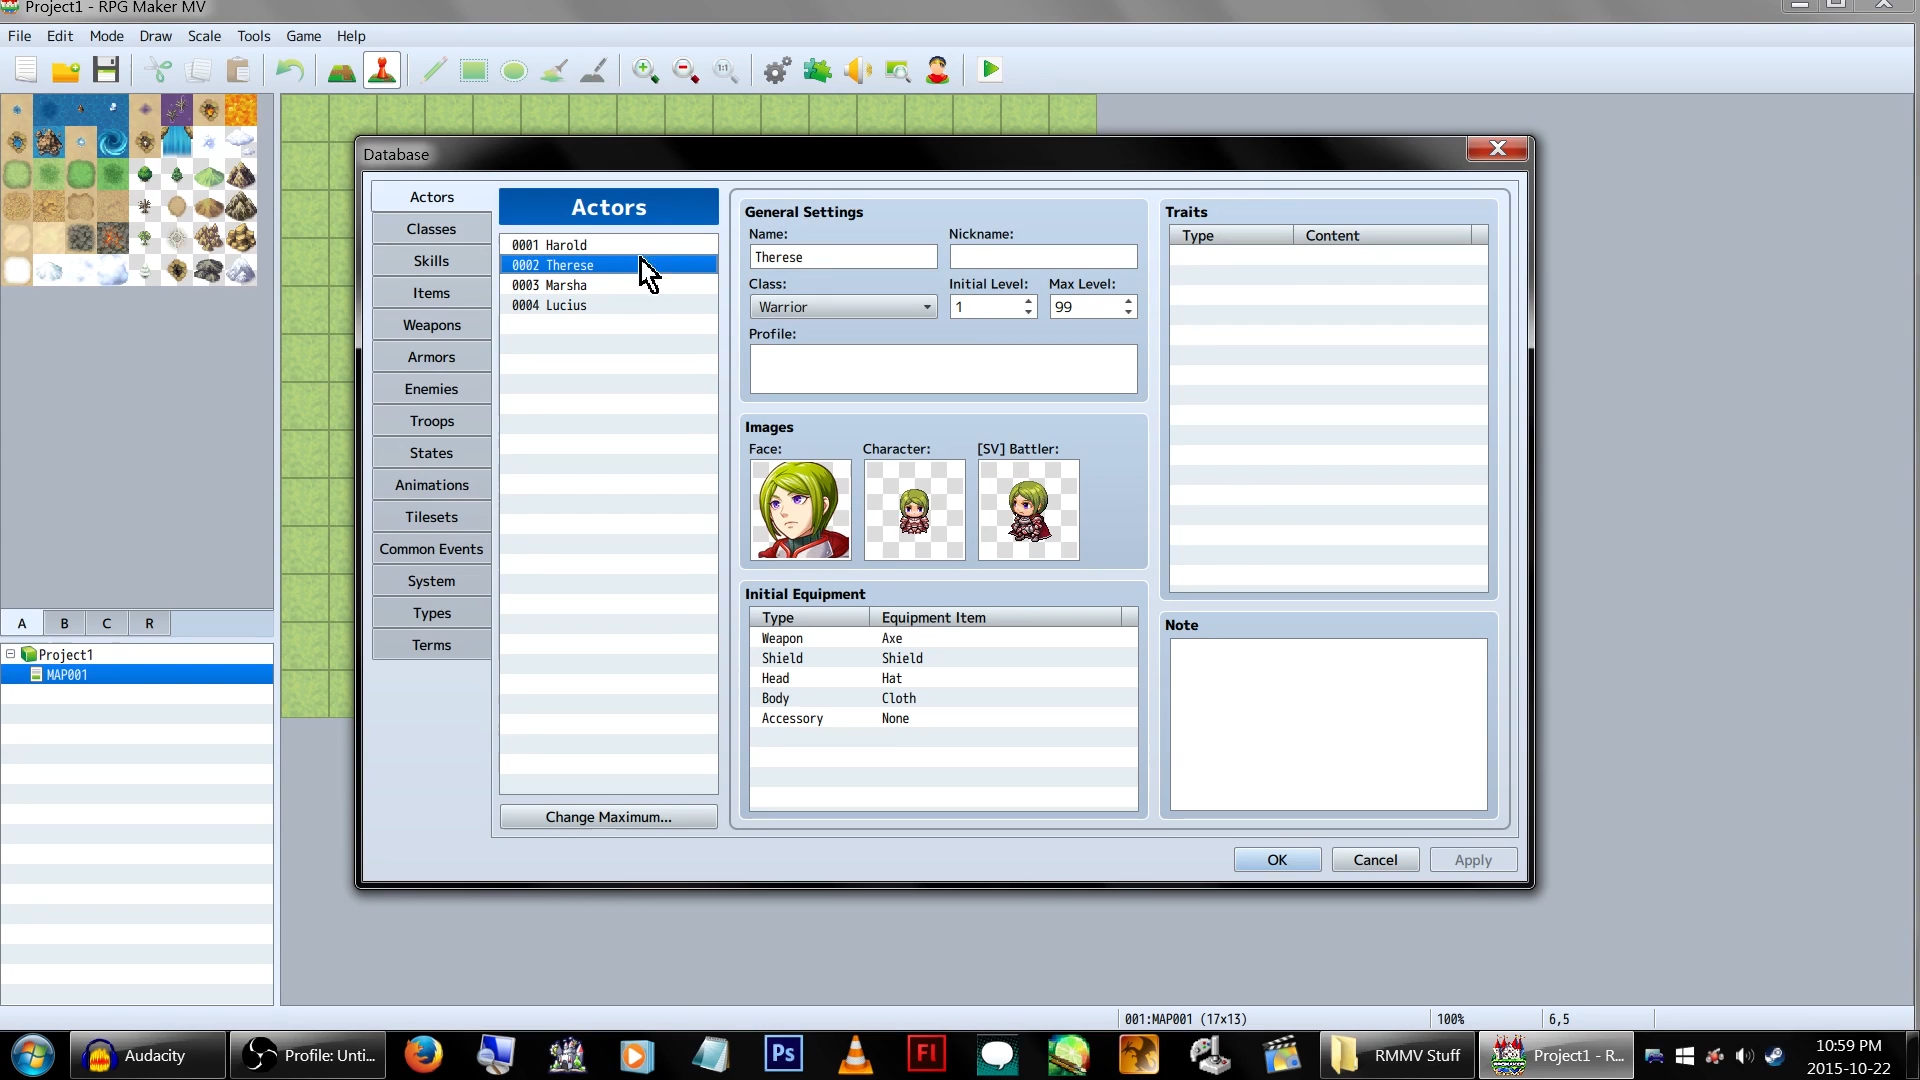 Project1 - RPG Maker MV
File Edit Mode Draw Scale Tools Game Help
1:1
Database
Actors
Classes
Skills
Items
Weapons
Armors
Enemies
Troops
States
Animations
Tilesets
Common Events
System
Types
Terms
Actors
0001 Harold
0002 Therese
0003 Marsha
0004 Lucius
Change Maximum...
General Settings
Name: Nickname:
Therese
Class: Initial Level: Max Level:
Warrior 1 99
Profile:
Images
Face: Character: [SV] Battler:
Initial Equipment
Type Equipment Item
Weapon Axe
Shield Shield
Head Hat
Body Cloth
Accessory None
Traits
Type Content
Note
OK Cancel Apply
A B C R
Project1
MAP001
001:MAP001 (17x13) 100% 6,5
Audacity Profile: Unti... Ps Fl RMMV Stuff Project1 - R... 10:59 PM
2015-10-22